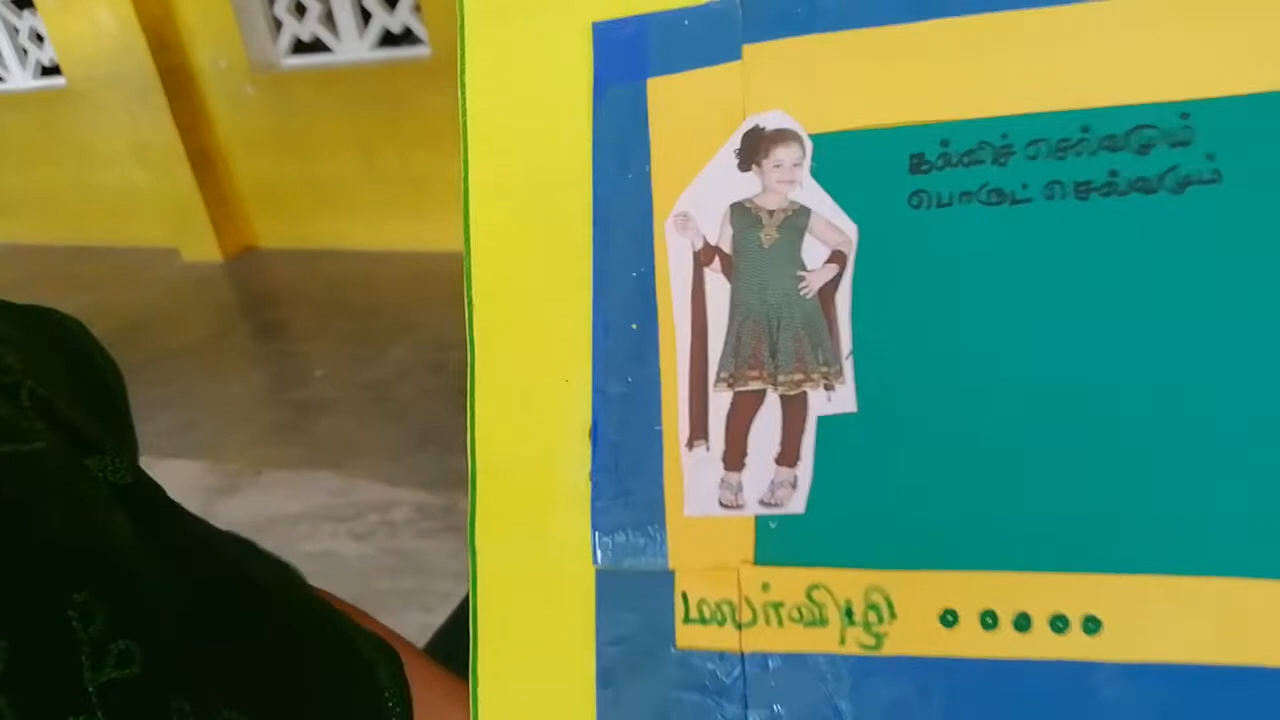 கல்விச் செல்வமும்
பொருட் செல்வமும்
மலர்விழி •••••